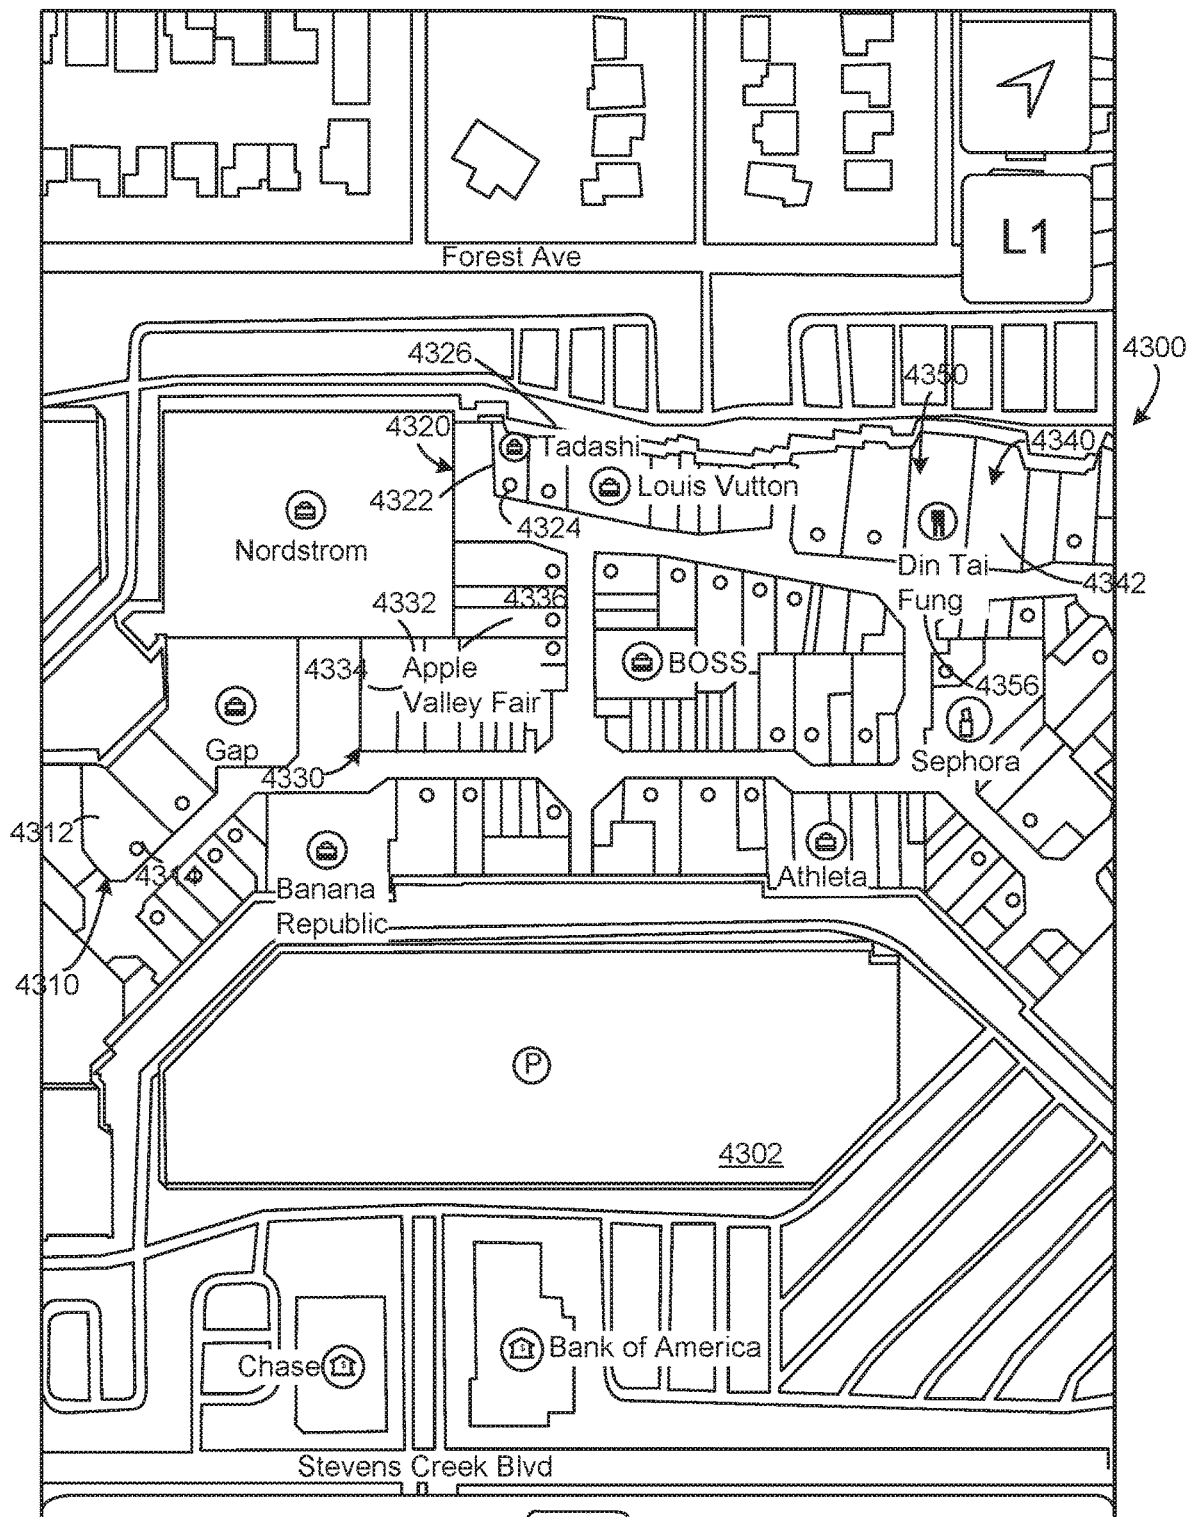 L1
Forest Ave
4300
4326
4350
4320
4340
Tadashi
4322
Louis Vutton
4324
Nordstrom
Din Tai
Fung
4342
4332
4336
4334
Apple
Valley Fair
BOSS
4356
Gap
4330
Sephora
4312
Banana
Republic
Athleta
4310
P
4302
Chase
Bank of America
Stevens Creek Blvd